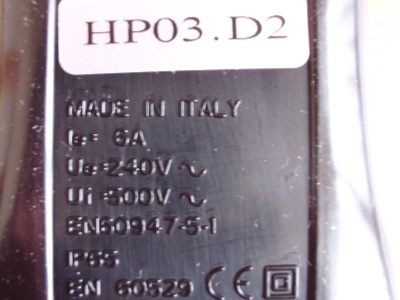 HP03.D2
MADE IN ITALY
Ie= 6A
Ue=240V ~
Ui=500V ~
EN60947-5-1
IP65
EN 60529 CE